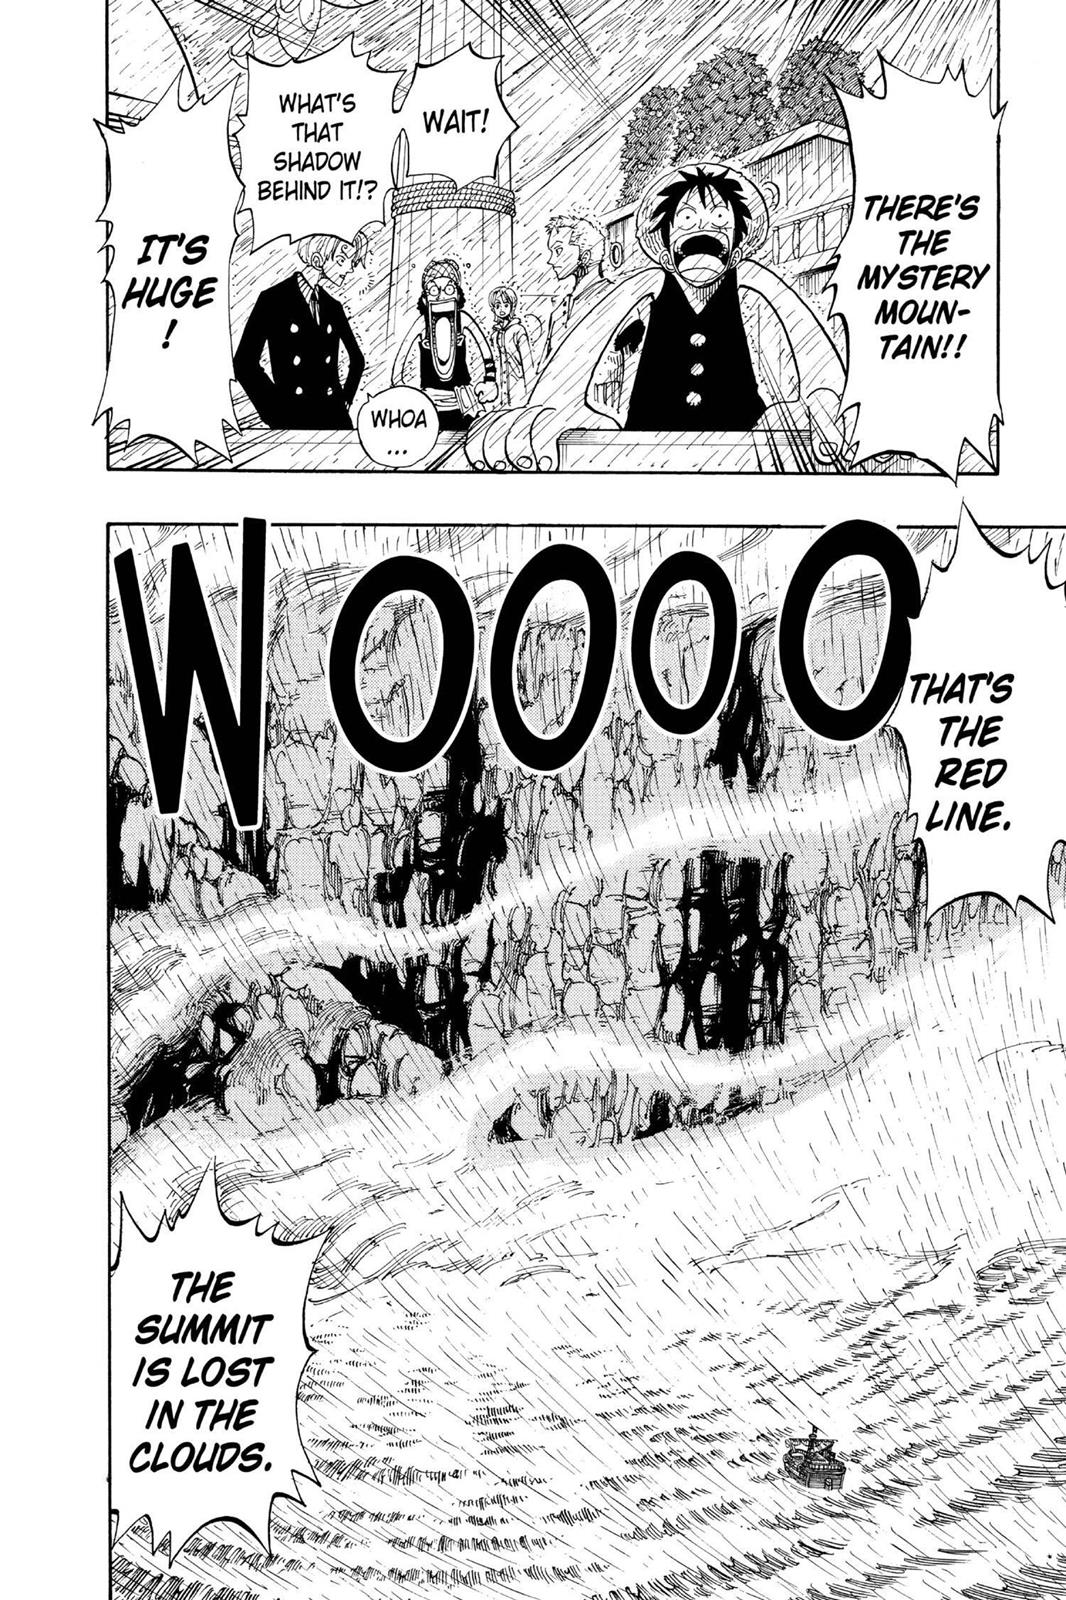 THERE'S
THE
MYSTERY
MOUN-
TAIN!!
WAIT!
WHAT'S
THAT
SHADOW
BEHIND IT!?
WHOA
...
IT'S
HUGE
!
WOOOO
THAT'S
THE
RED
LINE.
THE
SUMMIT
IS LOST
IN THE
CLOUDS.